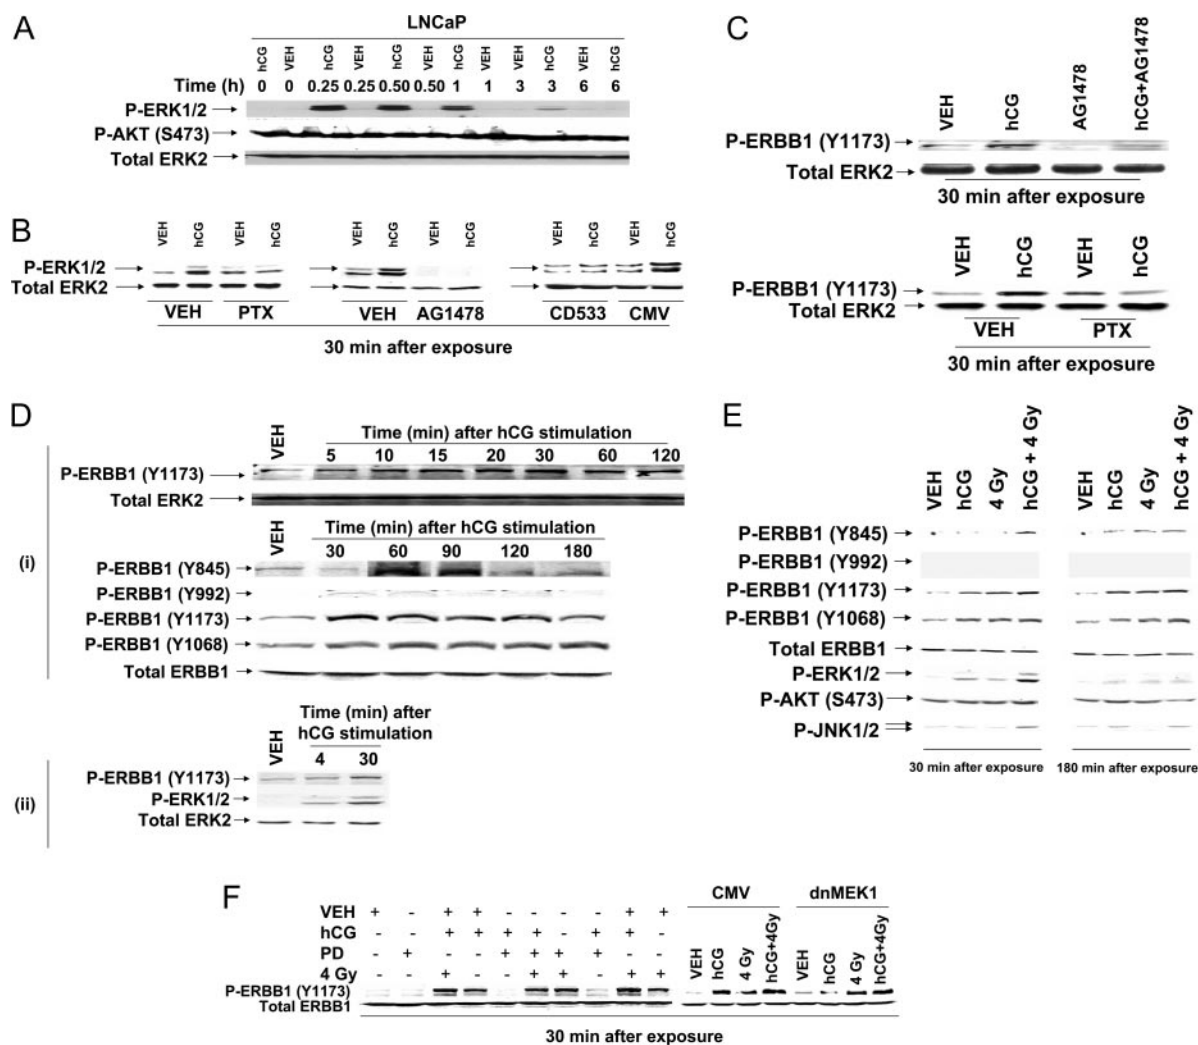 A
LNCaP
hCG VEH hCG VEH hCG VEH hCG VEH VEH hCG VEH hCG
Time (h) 0 0 0.25 0.25 0.50 0.50 1 1 3 3 6 6
P-ERK1/2
P-AKT (S473)
Total ERK2
B
VEH hCG VEH hCG VEH hCG VEH hCG VEH hCG VEH hCG
P-ERK1/2
Total ERK2
VEH PTX VEH AG1478 CD533 CMV
30 min after exposure
C
VEH hCG AG1478 hCG+AG1478
P-ERBB1 (Y1173)
Total ERK2
30 min after exposure
VEH hCG VEH hCG
P-ERBB1 (Y1173)
Total ERK2
VEH PTX
30 min after exposure
D
(i)
VEH
Time (min) after hCG stimulation
5 10 15 20 30 60 120
P-ERBB1 (Y1173)
Total ERK2
VEH
Time (min) after hCG stimulation
30 60 90 120 180
P-ERBB1 (Y845)
P-ERBB1 (Y992)
P-ERBB1 (Y1173)
P-ERBB1 (Y1068)
Total ERBB1
(ii)
VEH
Time (min) after
hCG stimulation
4 30
P-ERBB1 (Y1173)
P-ERK1/2
Total ERK2
E
VEH hCG 4 Gy hCG + 4 Gy VEH hCG 4 Gy hCG + 4 Gy
P-ERBB1 (Y845)
P-ERBB1 (Y992)
P-ERBB1 (Y1173)
P-ERBB1 (Y1068)
Total ERBB1
P-ERK1/2
P-AKT (S473)
P-JNK1/2
30 min after exposure 180 min after exposure
F
CMV dnMEK1
VEH + - + + - - - - + +
hCG - - + + + + - + + -
PD - + - - + + + + - -
4 Gy - - + - - + + - + +
VEH hCG 4 Gy hCG+4Gy VEH hCG 4 Gy hCG+4Gy
P-ERBB1 (Y1173)
Total ERBB1
30 min after exposure